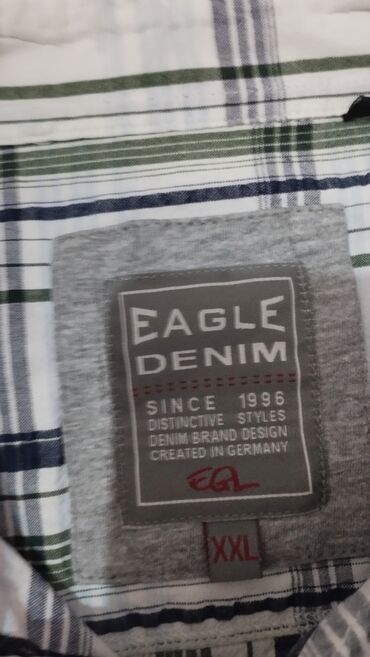 EAGLE
DENIM
SINCE 1996
DISTINCTIVE STYLES
DENIM BRAND DESIGN
CREATED IN GERMANY
EGL
XXL